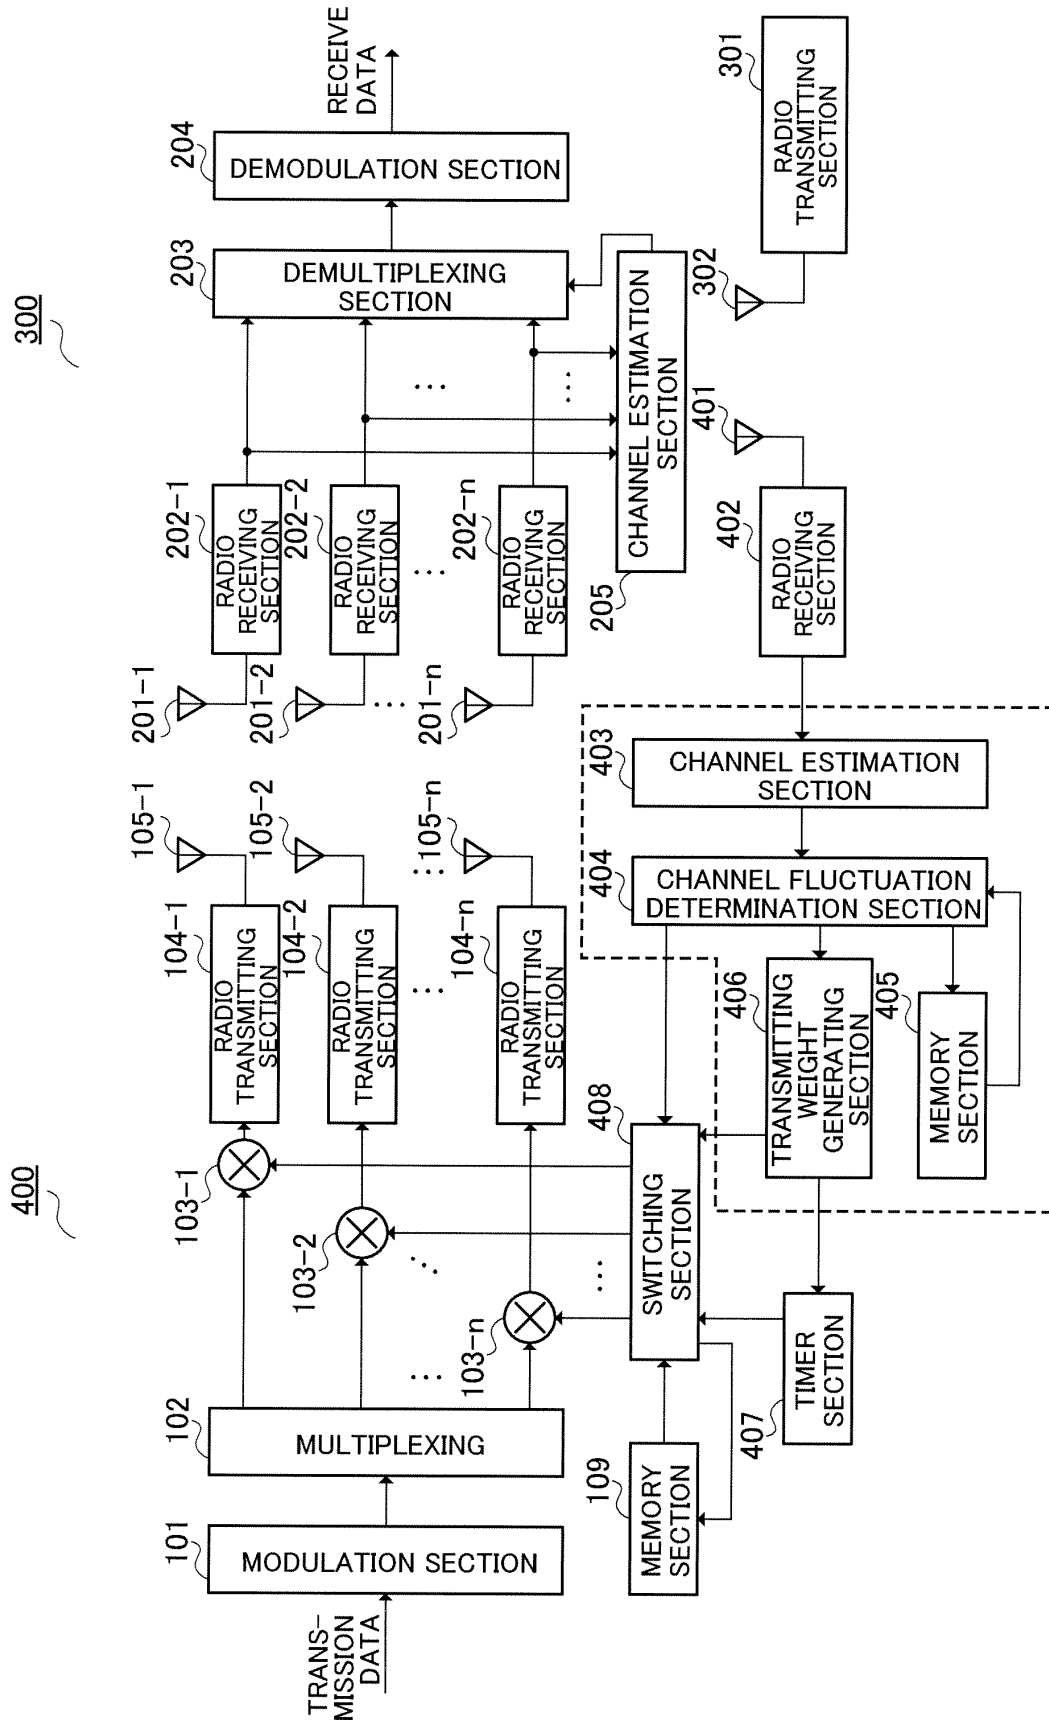 400
300
TRANS-
MISSION
DATA
101
MODULATION SECTION
102
MULTIPLEXING
103-1
103-2
103-n
...
...
104-1
RADIO
TRANSMITTING
SECTION
104-2
RADIO
TRANSMITTING
SECTION
...
104-n
RADIO
TRANSMITTING
SECTION
105-1
105-2
...
105-n
201-1
201-2
...
201-n
202-1
RADIO
RECEIVING
SECTION
202-2
RADIO
RECEIVING
SECTION
...
202-n
RADIO
RECEIVING
SECTION
...
...
203
DEMULTIPLEXING
SECTION
204
DEMODULATION SECTION
RECEIVE
DATA
205
CHANNEL ESTIMATION
SECTION
109
MEMORY
SECTION
...
408
SWITCHING
SECTION
407
TIMER
SECTION
406
TRANSMITTING
WEIGHT
GENERATING
SECTION
405
MEMORY
SECTION
404
CHANNEL FLUCTUATION
DETERMINATION SECTION
403
CHANNEL ESTIMATION
SECTION
402
RADIO
RECEIVING
SECTION
401
302
301
RADIO
TRANSMITTING
SECTION